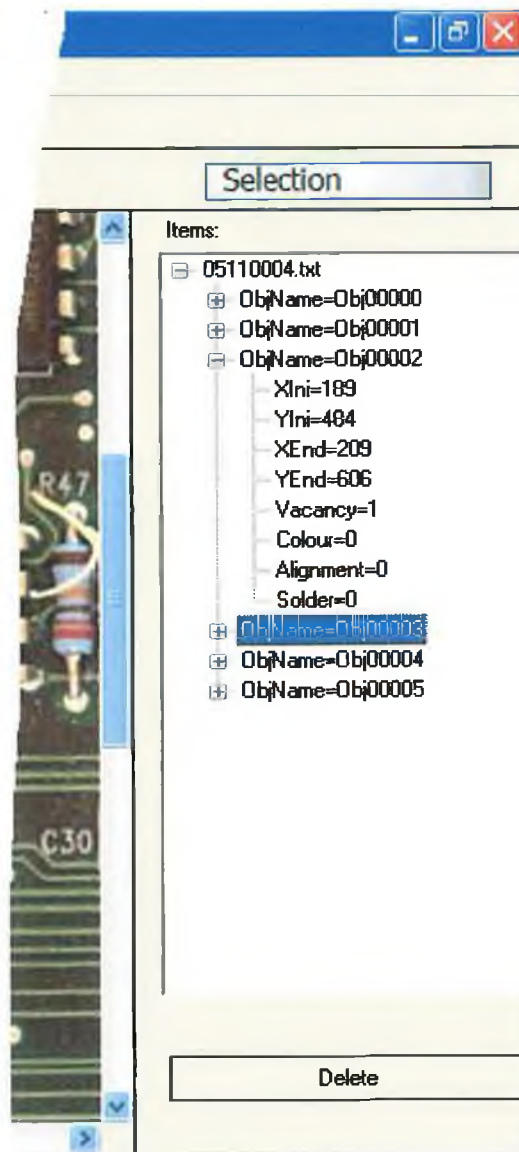 Selection
Items:
05110004.txt
ObjName=Obj00000
ObjName=Obj00001
ObjName=Obj00002
XIni=189
YIni=484
XEnd=209
YEnd=606
Vacancy=1
Colour=0
Alignment=0
Solder=0
ObjName=Obj00003
ObjName=Obj00004
ObjName=Obj00005
R47
C30
Delete